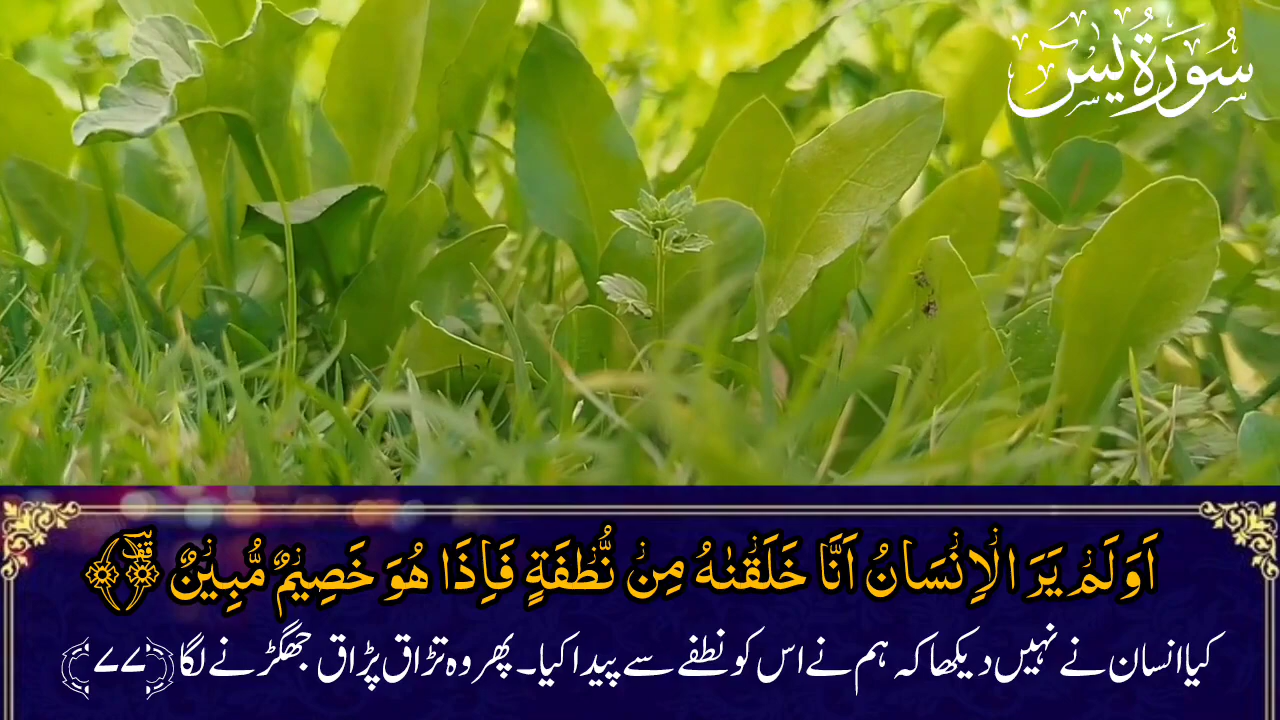 سُورَةُ يٰسٓ
اَوَلَمْ يَرَ الْاِنْسَانُ اَنَّا خَلَقْنٰهُ مِنْ نُّطْفَةٍ فَاِذَا هُوَ خَصِيْمٌ مُّبِيْنٌ
کیا انسان نے نہیں دیکھا کہ ہم نے اس کو نطفے سے پیدا کیا۔ پھر وہ تڑاق پڑاق جھگڑنے لگا ﴿۷۷﴾